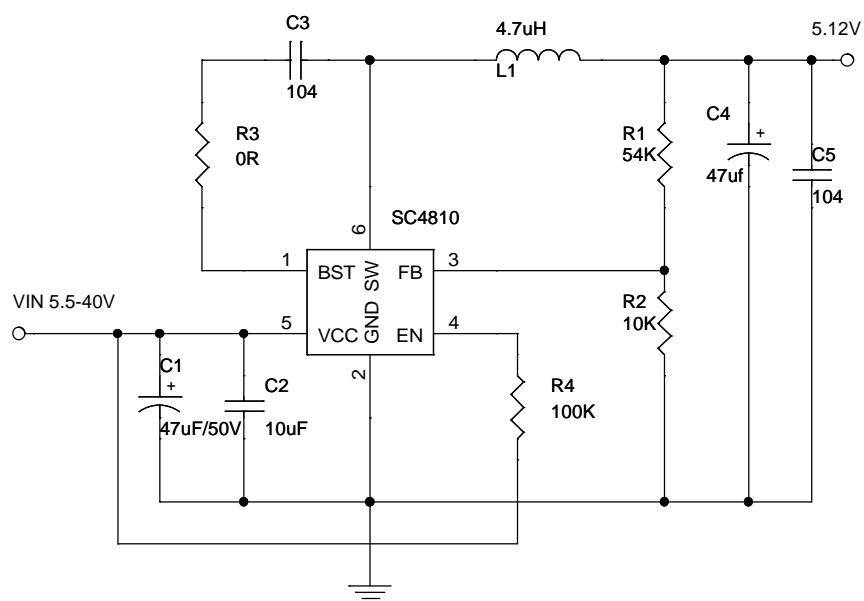 C3
104
4.7uH
L1
5.12V
R3
0R
R1
54K
C4
+
47uf
C5
104
SC4810
6
1
BST
SW
FB
3
VIN 5.5-40V
5
VCC
GND
EN
4
2
R2
10K
C1
+
47uF/50V
C2
10uF
R4
100K